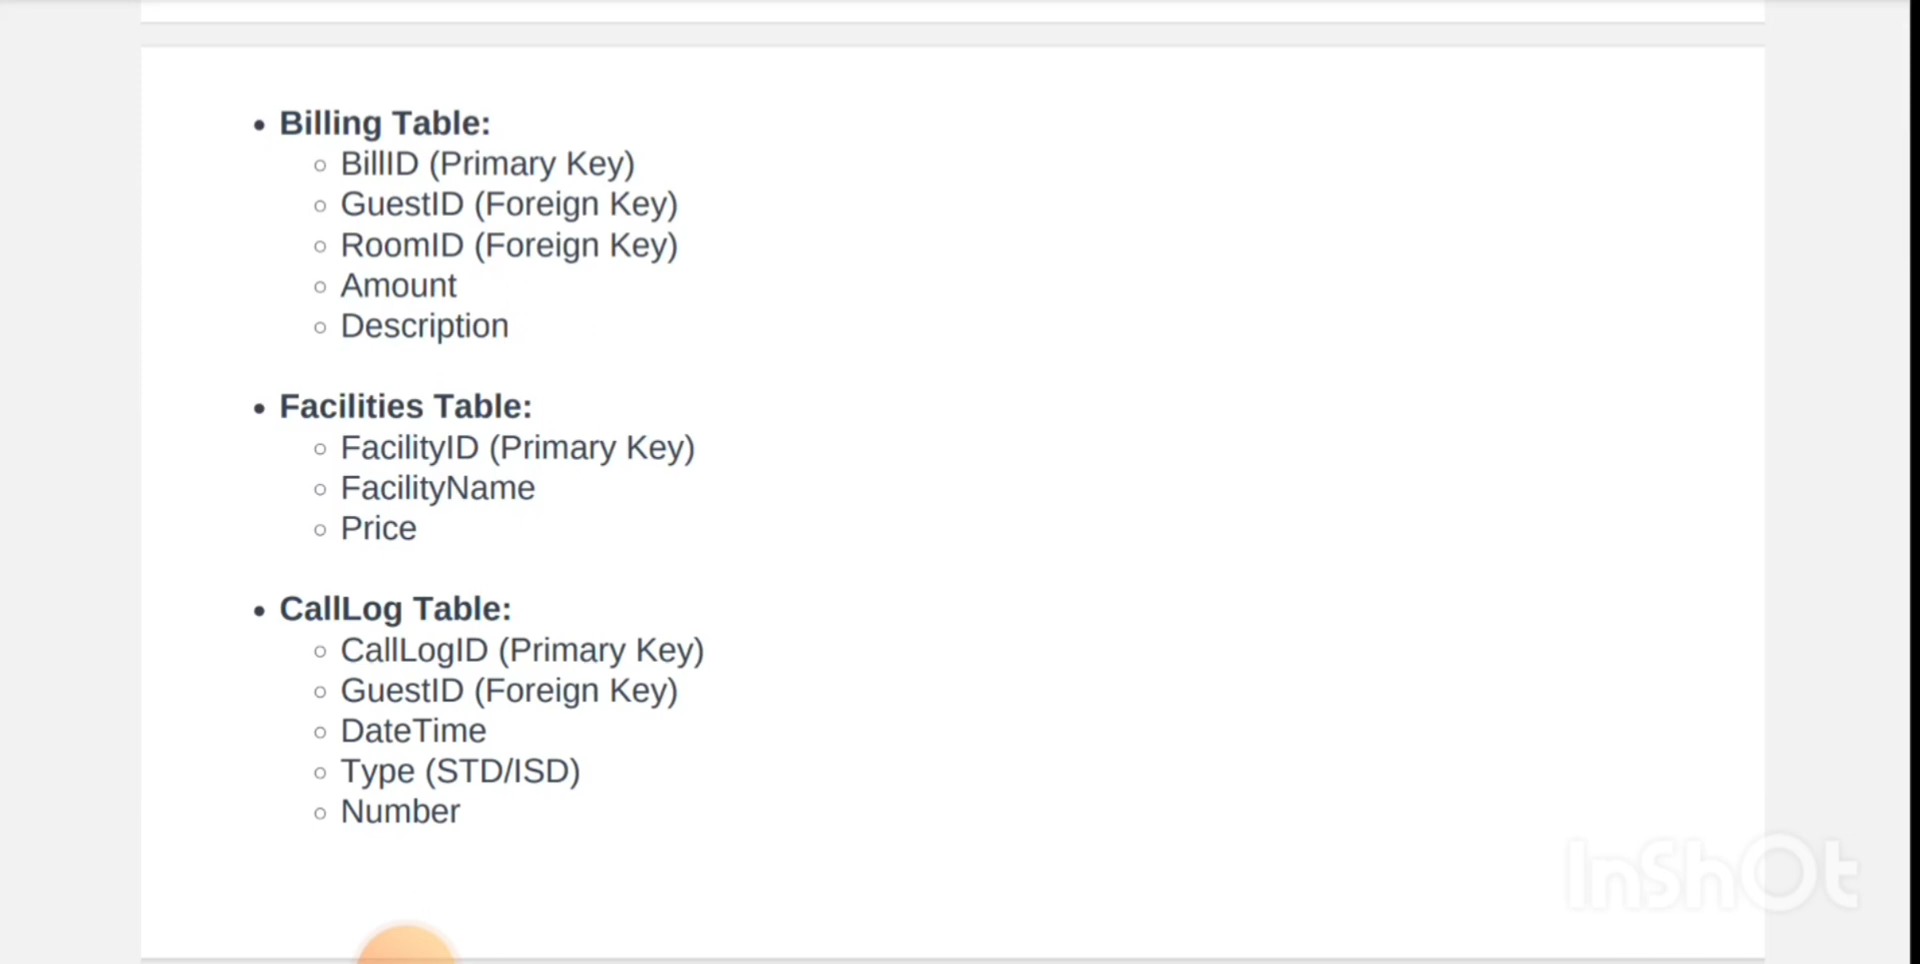 Billing Table:
BillID (Primary Key)
GuestID (Foreign Key)
RoomID (Foreign Key)
Amount
Description
Facilities Table:
FacilityID (Primary Key)
FacilityName
Price
CallLog Table:
CallLogID (Primary Key)
GuestID (Foreign Key)
DateTime
Type (STD/ISD)
Number
InShOt